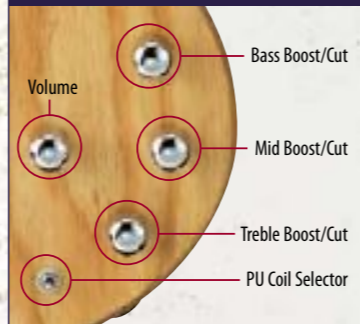 Bass Boost/Cut
Volume
Mid Boost/Cut
Treble Boost/Cut
PU Coil Selector